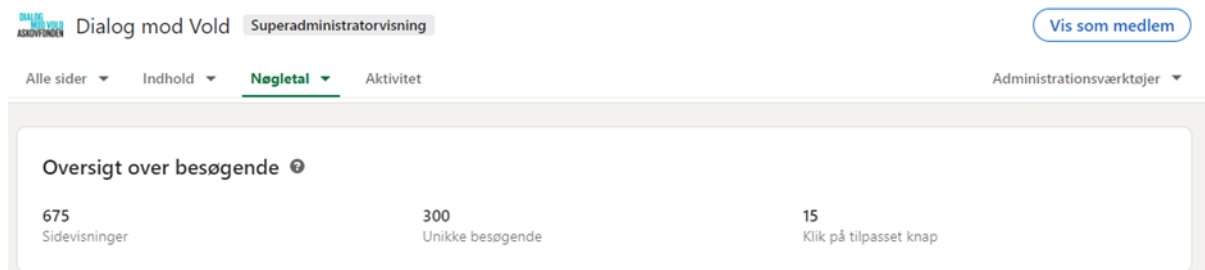 DIALOG
MOD VOLD
ASKOVFONDEN
Dialog mod Vold Superadministratorvisning
Vis som medlem
Alle sider Indhold Nøgletal Aktivitet Administrationsværktøjer
Oversigt over besøgende
675 300 15
Sidevisninger Unikke besøgende Klik på tilpasset knap